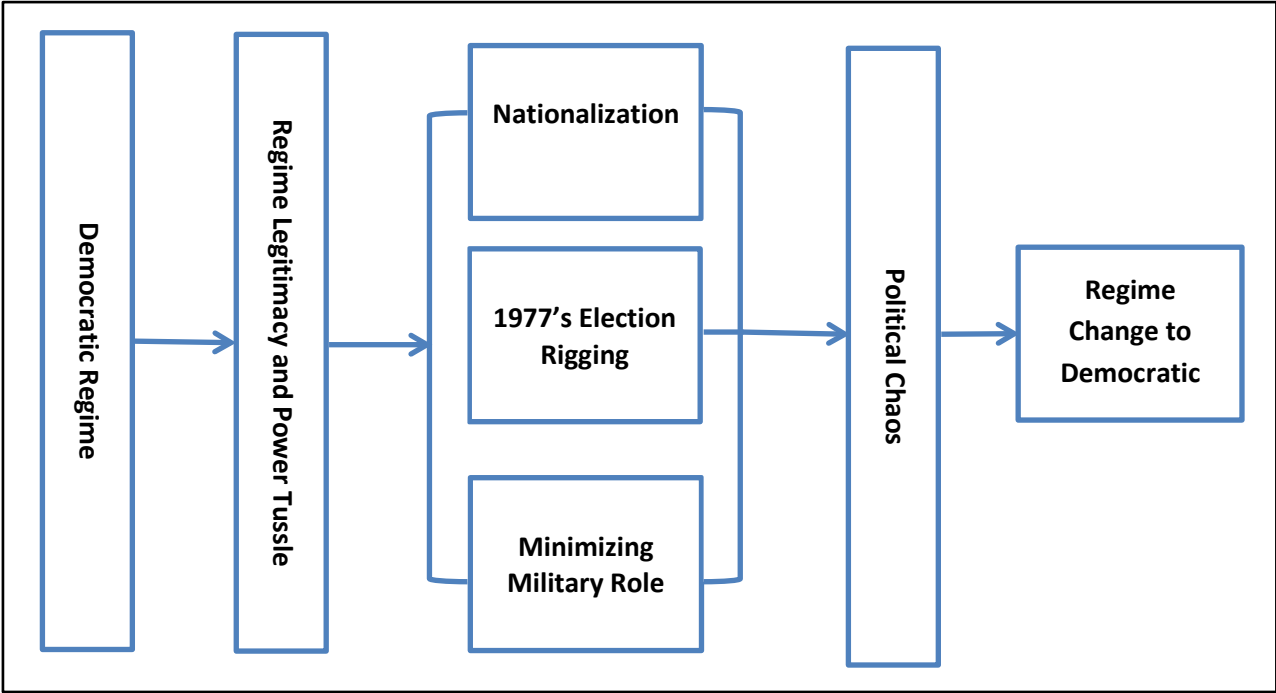 Democratic Regime
Regime Legitimacy and Power Tussle
Nationalization
1977’s Election
Rigging
Minimizing
Military Role
Political Chaos
Regime
Change to
Democratic